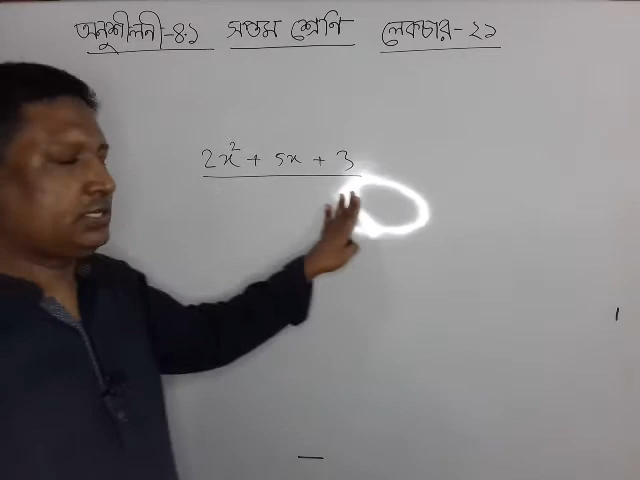 অনুশীলনী-৪.১ সপ্তম শ্রেণি লেকচার-২১
2x² + 5x + 3